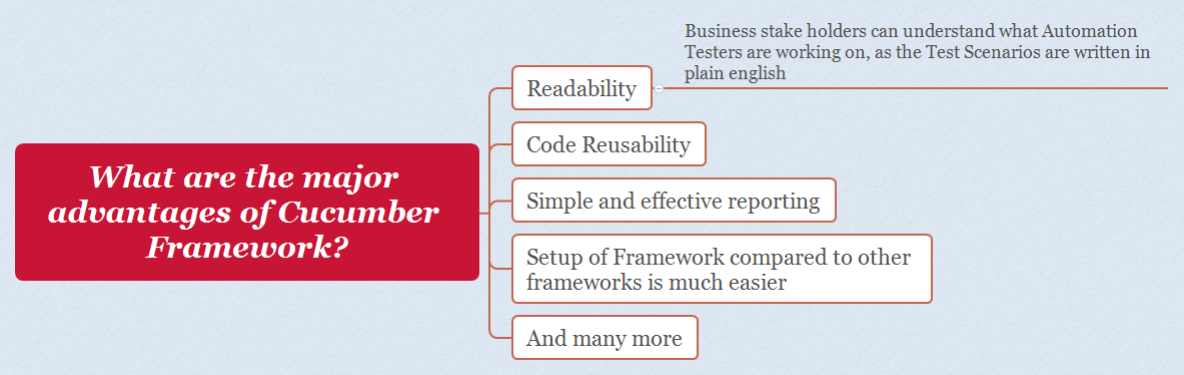 What are the major
advantages of Cucumber
Framework?
Readability
Business stake holders can understand what Automation
Testers are working on, as the Test Scenarios are written in
plain english
Code Reusability
Simple and effective reporting
Setup of Framework compared to other
frameworks is much easier
And many more